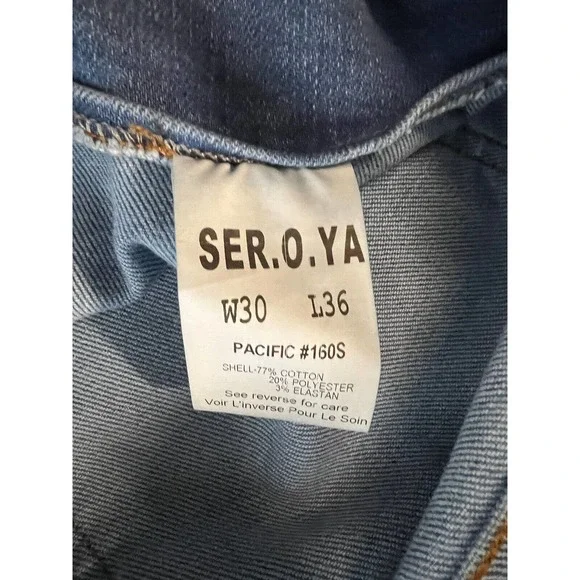 SER.O.YA
W30 L36
PACIFIC #160S
SHELL-77% COTTON
20% POLYESTER
3% ELASTAN
See reverse for care
Voir L'inverse Pour Le Soin